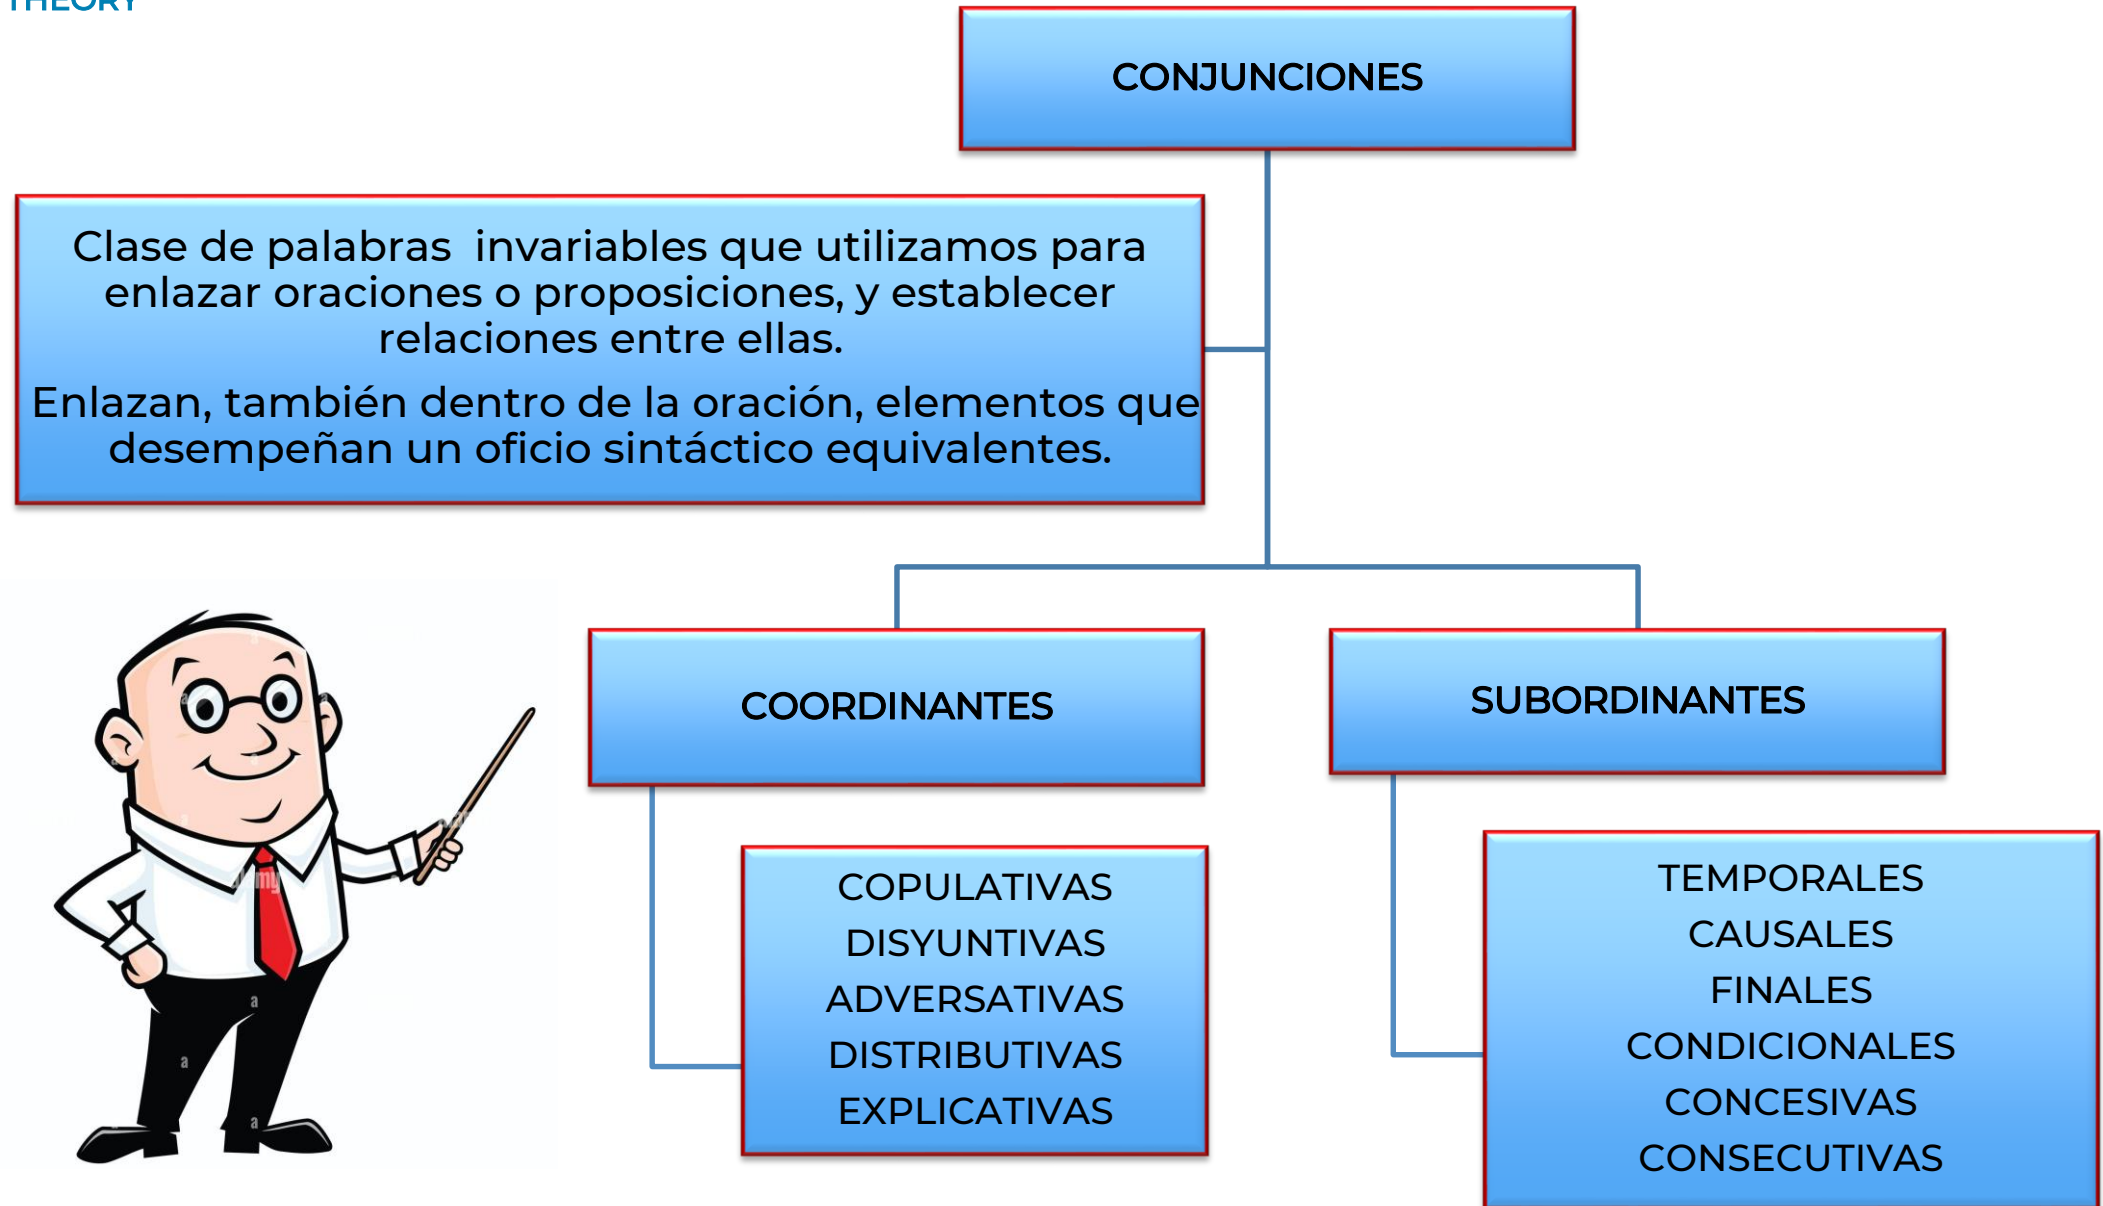 THEORY
CONJUNCIONES
Clase de palabras invariables que utilizamos para
enlazar oraciones o proposiciones, y establecer
relaciones entre ellas.
Enlazan, también dentro de la oración, elementos que
desempeñan un oficio sintáctico equivalentes.
COORDINANTES
COPULATIVAS
DISYUNTIVAS
ADVERSATIVAS
DISTRIBUTIVAS
EXPLICATIVAS
SUBORDINANTES
TEMPORALES
CAUSALES
FINALES
CONDICIONALES
CONCESIVAS
CONSECUTIVAS